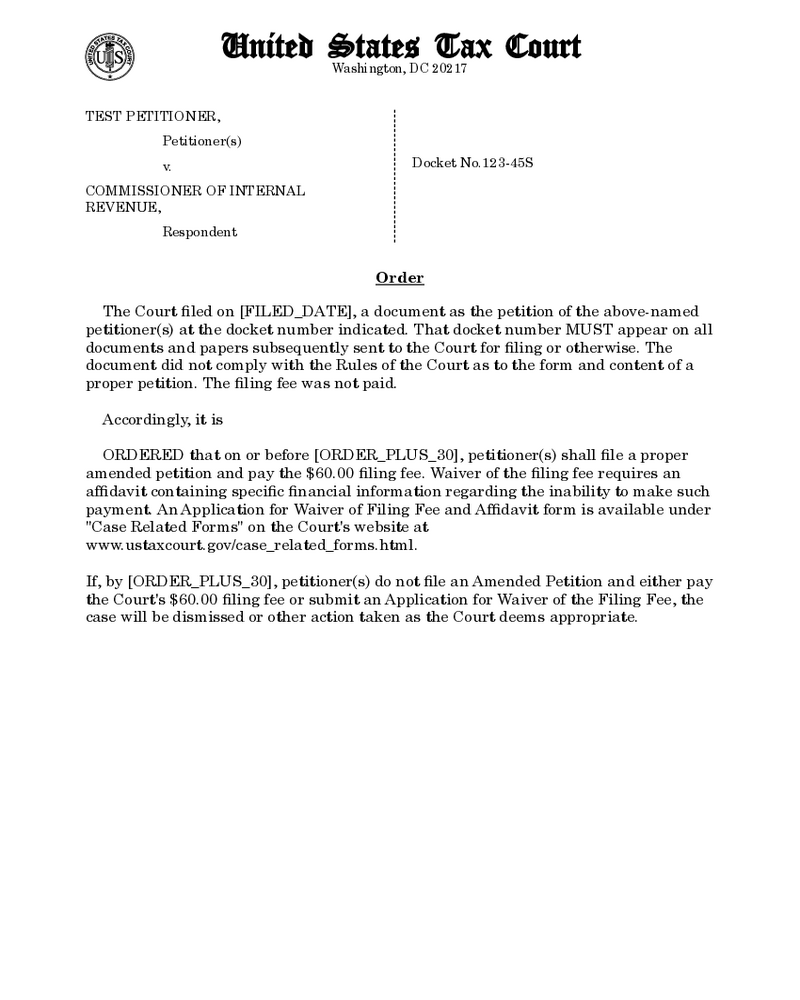 UNITED STATES TAX COURT
US
United States Tax Court
Washington, DC 20217
TEST PETITIONER,
Petitioner(s)
v.
COMMISSIONER OF INTERNAL
REVENUE,
Respondent
Docket No.123-45S
Order
The Court filed on [FILED_DATE], a document as the petition of the above-named
petitioner(s) at the docket number indicated. That docket number MUST appear on all
documents and papers subsequently sent to the Court for filing or otherwise. The
document did not comply with the Rules of the Court as to the form and content of a
proper petition. The filing fee was not paid.
Accordingly, it is
ORDERED that on or before [ORDER_PLUS_30], petitioner(s) shall file a proper
amended petition and pay the $60.00 filing fee. Waiver of the filing fee requires an
affidavit containing specific financial information regarding the inability to make such
payment. An Application for Waiver of Filing Fee and Affidavit form is available under
"Case Related Forms" on the Court's website at
www.ustaxcourt.gov/case_related_forms.html.
If, by [ORDER_PLUS_30], petitioner(s) do not file an Amended Petition and either pay
the Court's $60.00 filing fee or submit an Application for Waiver of the Filing Fee, the
case will be dismissed or other action taken as the Court deems appropriate.